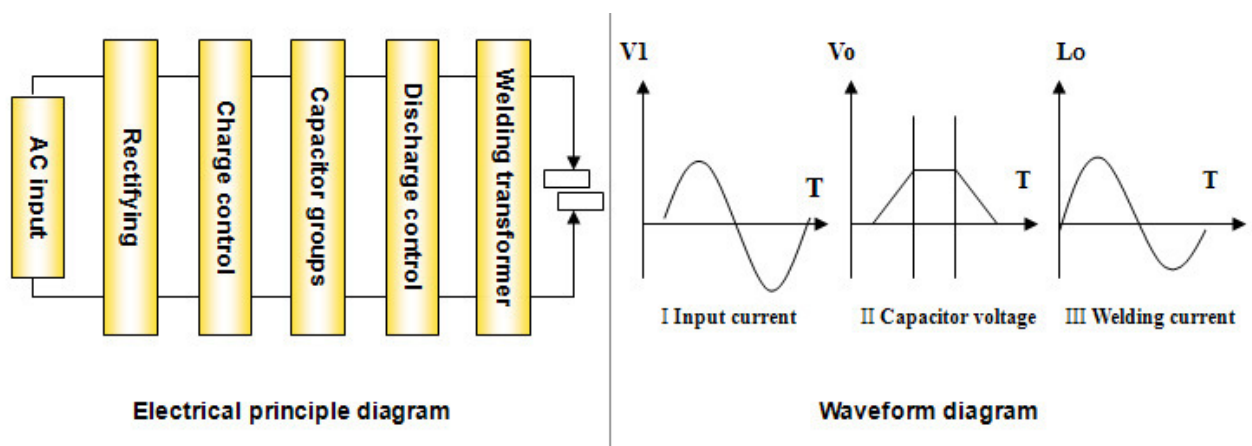 AC input
Rectifying
Charge control
Capacitor groups
Discharge control
Welding transformer
Electrical principle diagram
V1
T
I Input current
Vo
T
II Capacitor voltage
Lo
T
III Welding current
Waveform diagram